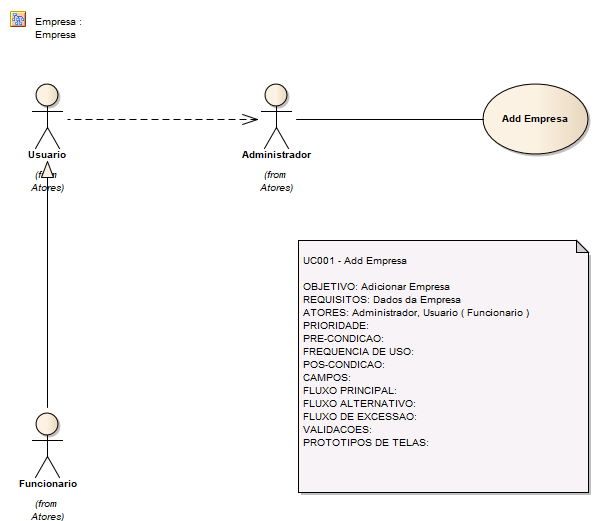 Empresa :
Empresa
Usuario
(from
Atores)
Administrador
(from
Atores)
Add Empresa
UC001 - Add Empresa
OBJETIVO: Adicionar Empresa
REQUISITOS: Dados da Empresa
ATORES: Administrador, Usuario ( Funcionario )
PRIORIDADE:
PRE-CONDICAO:
FREQUENCIA DE USO:
POS-CONDICAO:
CAMPOS:
FLUXO PRINCIPAL:
FLUXO ALTERNATIVO:
FLUXO DE EXCESSAO:
VALIDACOES:
PROTOTIPOS DE TELAS:
Funcionario
(from
Atores)